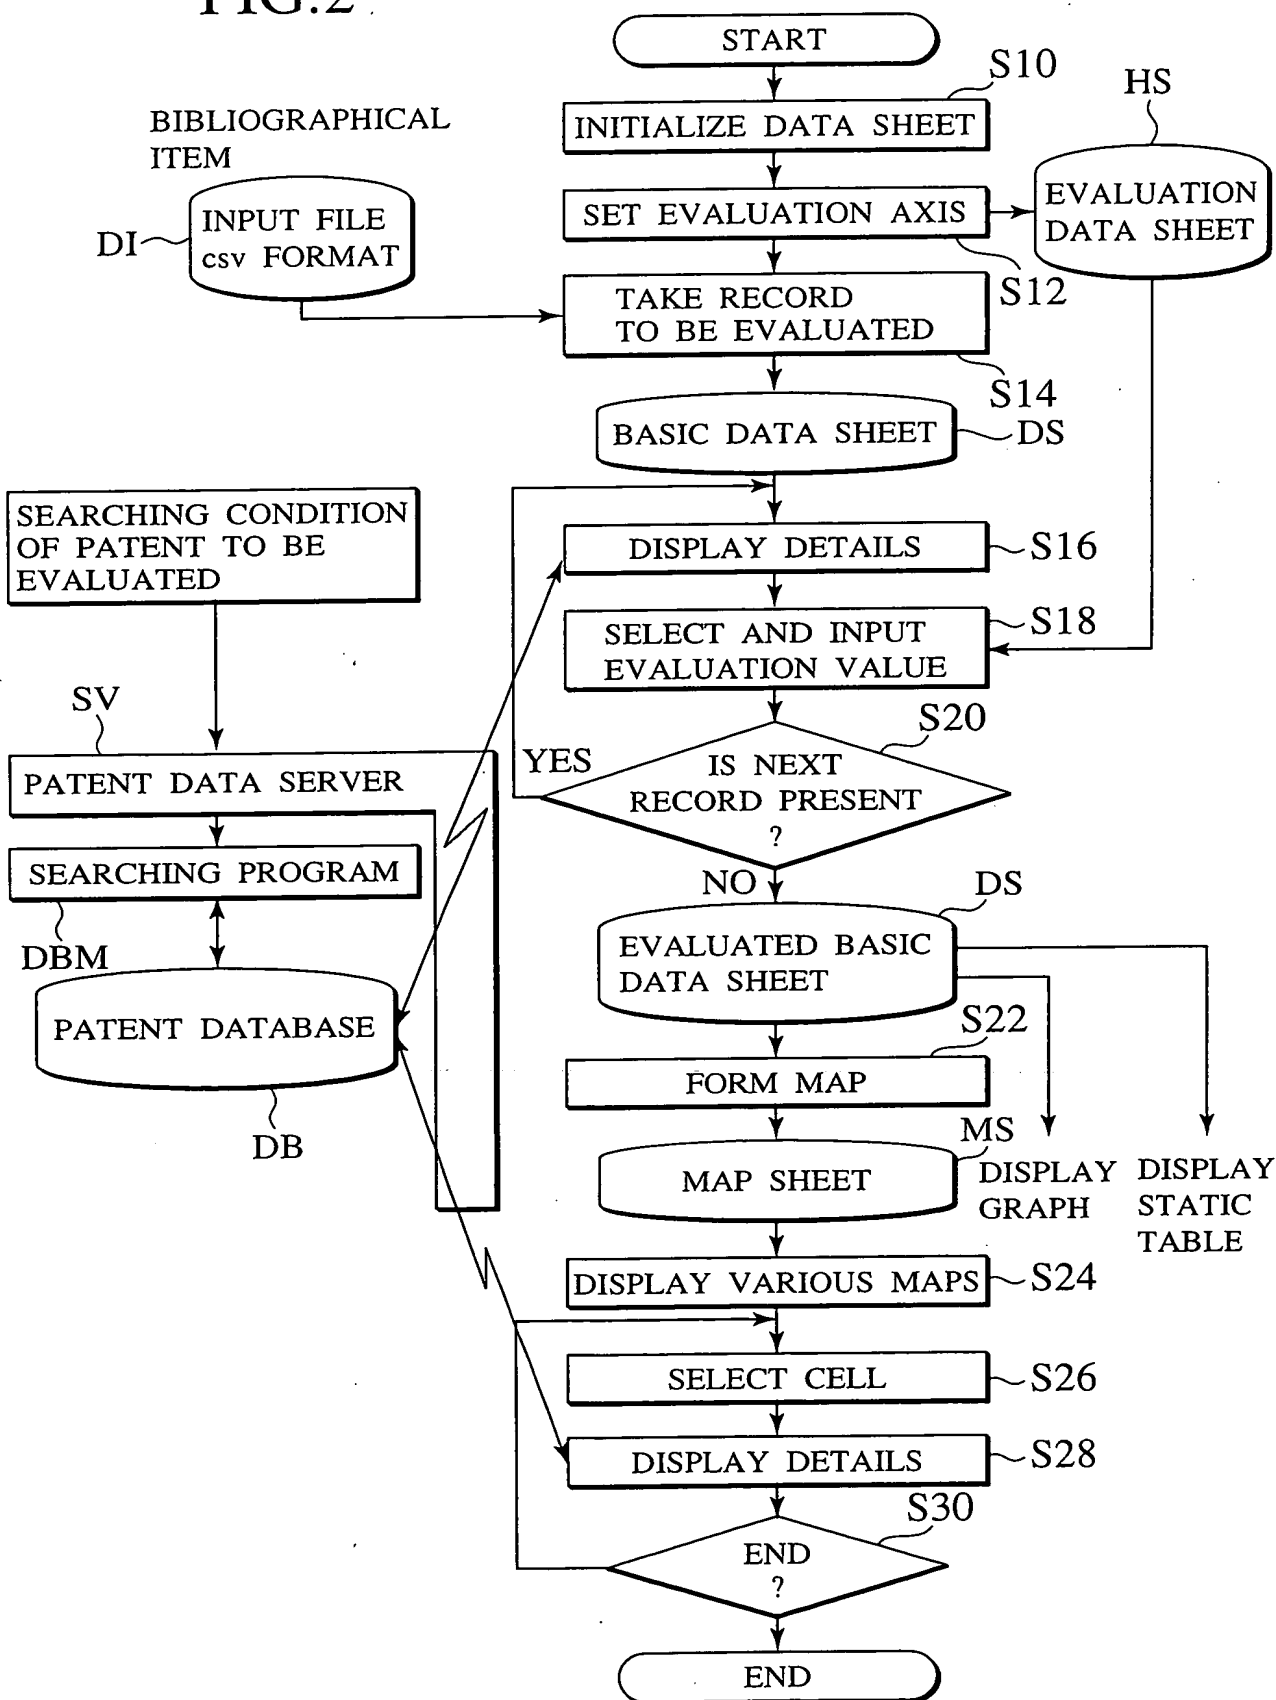 FIG.2
START
S10
INITIALIZE DATA SHEET
HS
BIBLIOGRAPHICAL
ITEM
SET EVALUATION AXIS
EVALUATION
DATA SHEET
INPUT FILE
csv FORMAT
DI
S12
TAKE RECORD
TO BE EVALUATED
S14
BASIC DATA SHEET
DS
SEARCHING CONDITION
OF PATENT TO BE
EVALUATED
DISPLAY DETAILS
S16
SELECT AND INPUT
EVALUATION VALUE
S18
SV
S20
YES
IS NEXT
RECORD PRESENT
?
PATENT DATA SERVER
SEARCHING PROGRAM
NO
DS
DBM
EVALUATED BASIC
DATA SHEET
PATENT DATABASE
S22
FORM MAP
DB
MS
MAP SHEET
DISPLAY
GRAPH
DISPLAY
STATIC
TABLE
DISPLAY VARIOUS MAPS
S24
SELECT CELL
S26
DISPLAY DETAILS
S28
S30
END
?
END